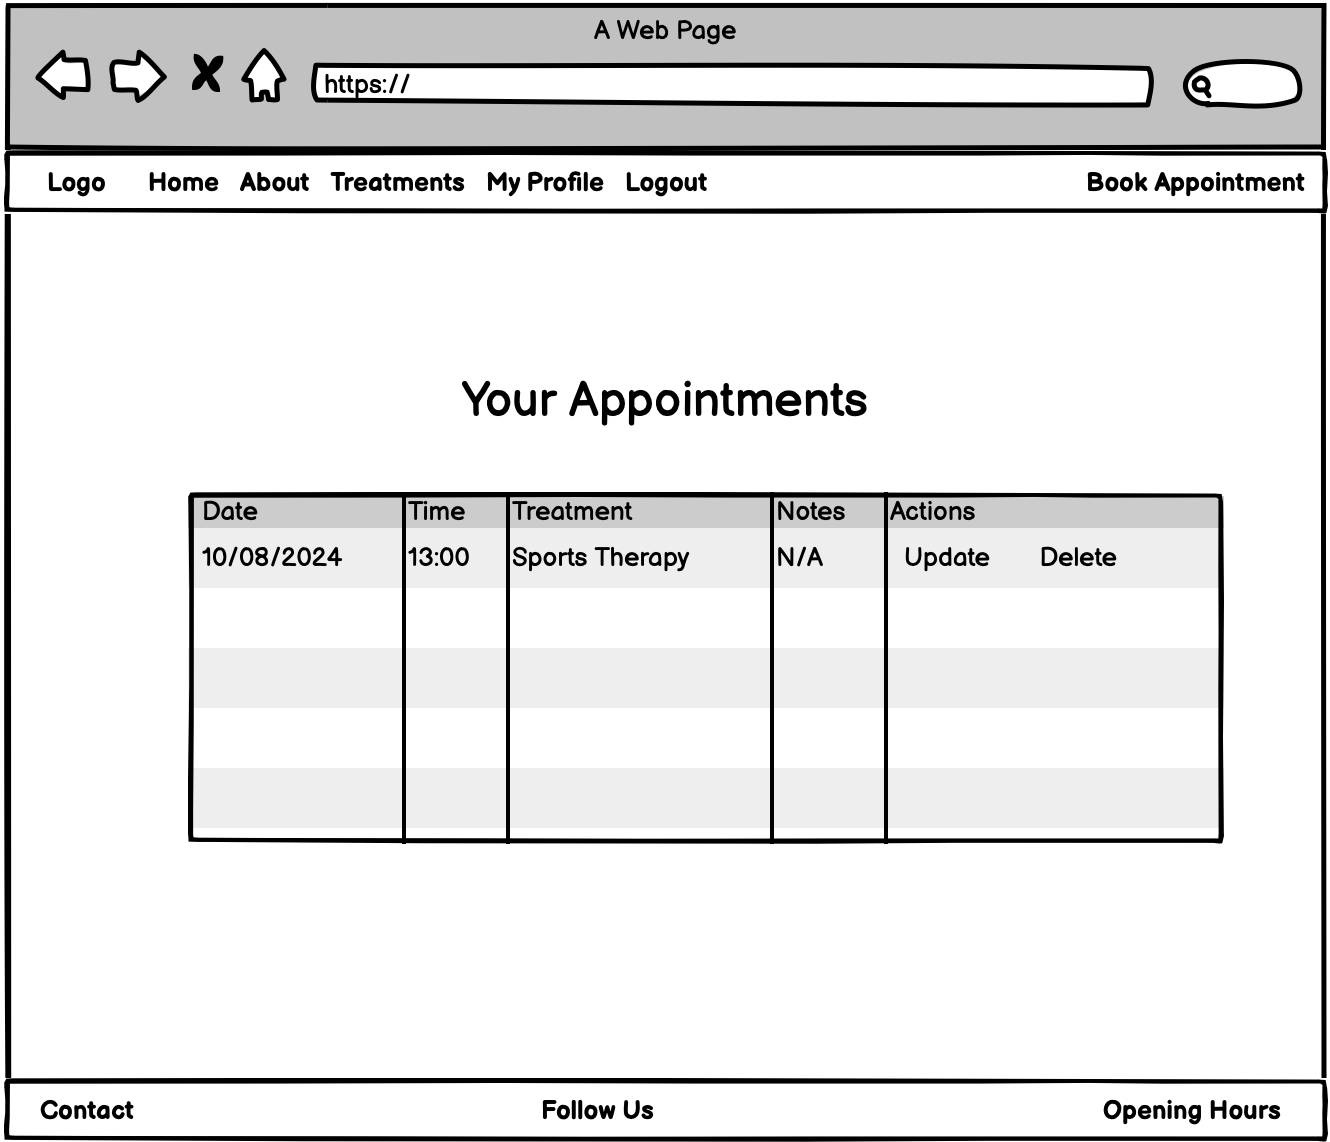 A Web Page
https://
Logo Home About Treatments My Profile Logout Book Appointment
Your Appointments
Date Time Treatment Notes Actions
10/08/2024 13:00 Sports Therapy N/A Update Delete
Contact Follow Us Opening Hours